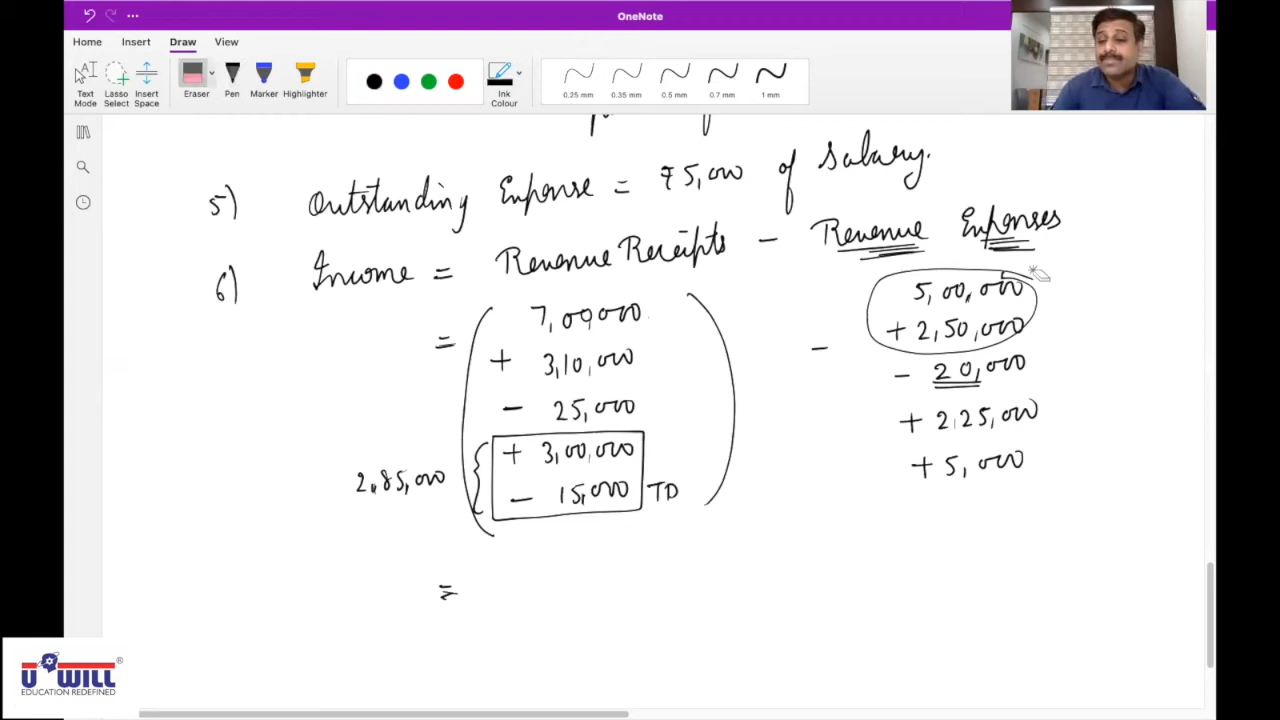 OneNote
Home Insert Draw View
Text Mode Lasso Select Insert Space Eraser Pen Marker Highlighter Ink Colour 0.25 mm 0.35 mm 0.5 mm 0.7 mm 1 mm
5) Outstanding Expense = ₹5,000 of Salary.
6) Income = Revenue Receipts - Revenue Expenses
= 7,00,000 - 5,00,000
+ 3,10,000 + 2,50,000
- 25,000 - 20,000
+ 3,00,000 + 2,25,000
2,85,000 - 15,000 TD + 5,000
=
U WILL
EDUCATION REDEFINED